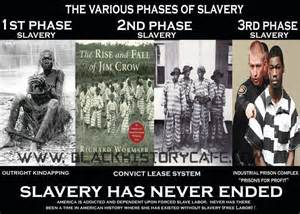 THE VARIOUS PHASES OF SLAVERY
1ST PHASE
SLAVERY
2ND PHASE
SLAVERY
3RD PHASE
SLAVERY
The RISE and FALL
of JIM CROW
RICHARD WORMSER
WWW.BLACKHISTORYCAFE.
OUTRIGHT KINDAPPING
CONVICT LEASE SYSTEM
INDUSTRIAL PRISON COMPLEX
"PRISONS FOR PROFIT"
SLAVERY HAS NEVER ENDED
AMERICA IS ADDICTED AND DEPENDENT UPON FORCED SLAVE LABOR. NEVER HAS THERE
BEEN A TIME IN AMERICAN HISTORY WHERE SHE HAS EXISTED WITHOUT SLAVERY (FREE LABOR)!